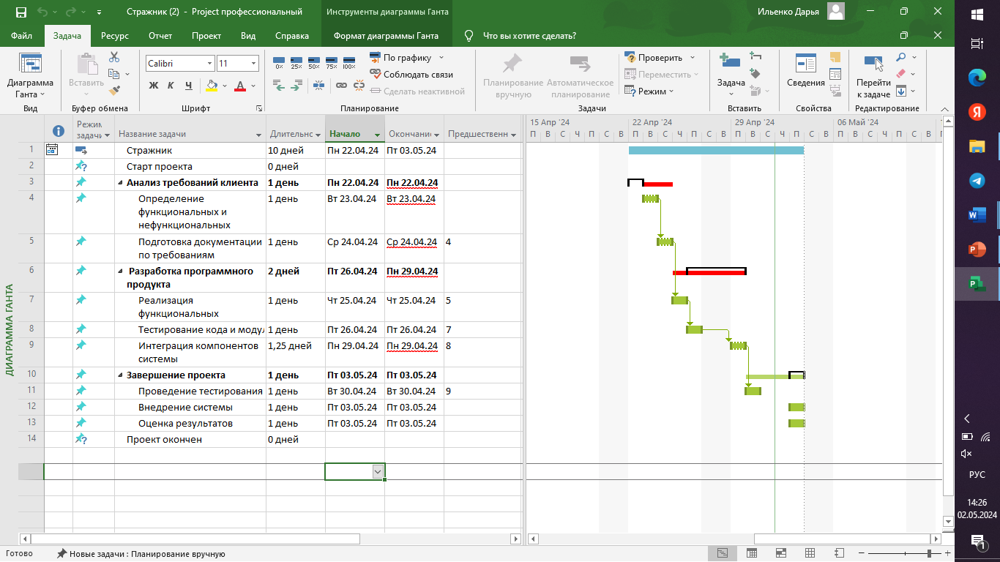 Стражник (2) - Project профессиональный
Инструменты диаграммы Ганта
Ильенко Дарья
Файл Задача Ресурс Отчет Проект Вид Справка Формат диаграммы Ганта Что вы хотите сделать?
Диаграмма
Ганта
Вид
Вставить
Буфер обмена
Calibri 11
Ж К Ч
Шрифт
0% 25% 50% 75% 100%
По графику
Соблюдать связи
Сделать неактивной
Планирование
Планирование
вручную
Автоматическое
планирование
Проверить
Переместить
Режим
Задачи
Задача
Вставить
Сведения
Свойства
Перейти
к задаче
Редактирование
ДИАГРАММА ГАНТА
Режим
задачи Название задачи Длительнс Начало Окончани Предшественн
15 Апр '24 22 Апр '24 29 Апр '24 06 Май '24
П В С Ч П С В П В С Ч П С В П В С Ч П С В П В С Ч П С В
1 Стражник 10 дней Пн 22.04.24 Пт 03.05.24
2 Старт проекта 0 дней
3 Анализ требований клиента 1 день Пн 22.04.24 Пн 22.04.24
4 Определение 1 день Вт 23.04.24 Вт 23.04.24
функциональных и
нефункциональных
5 Подготовка документации 1 день Ср 24.04.24 Ср 24.04.24 4
по требованиям
6 Разработка программного 2 дней Пт 26.04.24 Пн 29.04.24
продукта
7 Реализация 1 день Чт 25.04.24 Чт 25.04.24 5
функциональных
8 Тестирование кода и модул 1 день Пт 26.04.24 Пт 26.04.24 7
9 Интеграция компонентов 1,25 дней Пн 29.04.24 Пн 29.04.24 8
системы
10 Завершение проекта 1 день Пт 03.05.24 Пт 03.05.24
11 Проведение тестирования 1 день Вт 30.04.24 Вт 30.04.24 9
12 Внедрение системы 1 день Пт 03.05.24 Пт 03.05.24
13 Оценка результатов 1 день Пт 03.05.24 Пт 03.05.24
14 Проект окончен 0 дней
Готово Новые задачи : Планирование вручную
РУС
14:26
02.05.2024
1